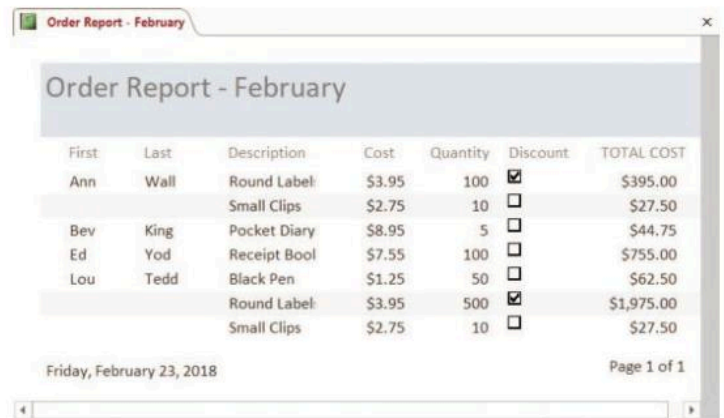 Order Report - February
Order Report - February
First Last Description Cost Quantity Discount TOTAL COST
Ann Wall Round Label $3.95 100 $395.00
Small Clips $2.75 10 $27.50
Bev King Pocket Diary $8.95 5 $44.75
Ed Yod Receipt Bool $7.55 100 $755.00
Lou Tedd Black Pen $1.25 50 $62.50
Round Label $3.95 500 $1,975.00
Small Clips $2.75 10 $27.50
Friday, February 23, 2018 Page 1 of 1